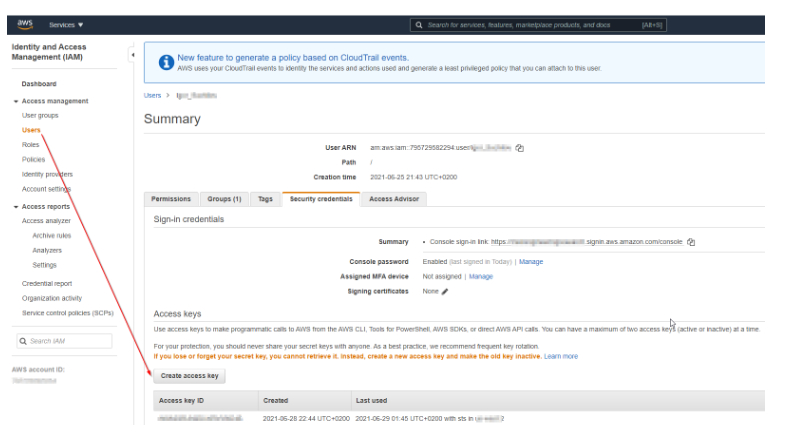 aws Services ▼ Search for services, features, marketplace products, and docs [Alt+S]
Identity and Access
Management (IAM)
Dashboard
Access management
User groups
Users
Roles
Policies
Identity providers
Account settings
Access reports
Access analyzer
Archive rules
Analyzers
Settings
Credential report
Organization activity
Service control policies (SCPs)
Search IAM
AWS account ID:
New feature to generate a policy based on CloudTrail events.
AWS uses your CloudTrail events to identify the services and actions used and generate a least privileged policy that you can attach to this user.
Users >
Summary
User ARN arn:aws:iam::795729582294:user/
Path /
Creation time 2021-06-25 21:43 UTC+0200
Permissions Groups (1) Tags Security credentials Access Advisor
Sign-in credentials
Summary • Console sign-in link: https:// .signin.aws.amazon.com/console
Console password Enabled (last signed in Today) | Manage
Assigned MFA device Not assigned | Manage
Signing certificates None
Access keys
Use access keys to make programmatic calls to AWS from the AWS CLI, Tools for PowerShell, AWS SDKs, or direct AWS API calls. You can have a maximum of two access keys (active or inactive) at a time.
For your protection, you should never share your secret keys with anyone. As a best practice, we recommend frequent key rotation.
If you lose or forget your secret key, you cannot retrieve it. Instead, create a new access key and make the old key inactive. Learn more
Create access key
Access key ID Created Last used
2021-06-28 22:44 UTC+0200 2021-06-29 01:45 UTC+0200 with sts in